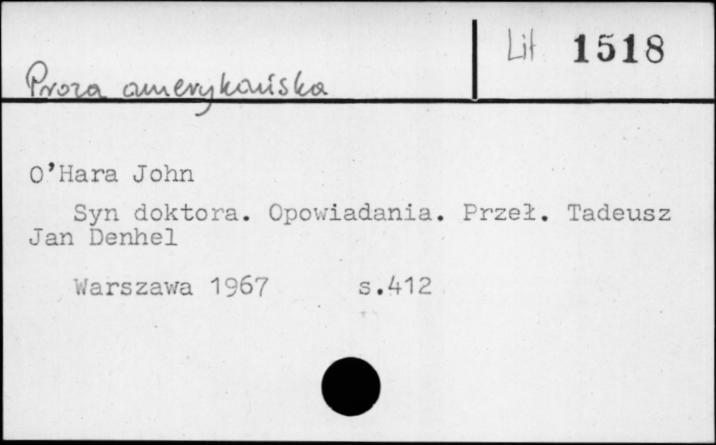 Lit 1518
Proza amerykańska
O'Hara John
Syn doktora. Opowiadania. Przeł. Tadeusz
Jan Denhel
Warszawa 1967 s.412